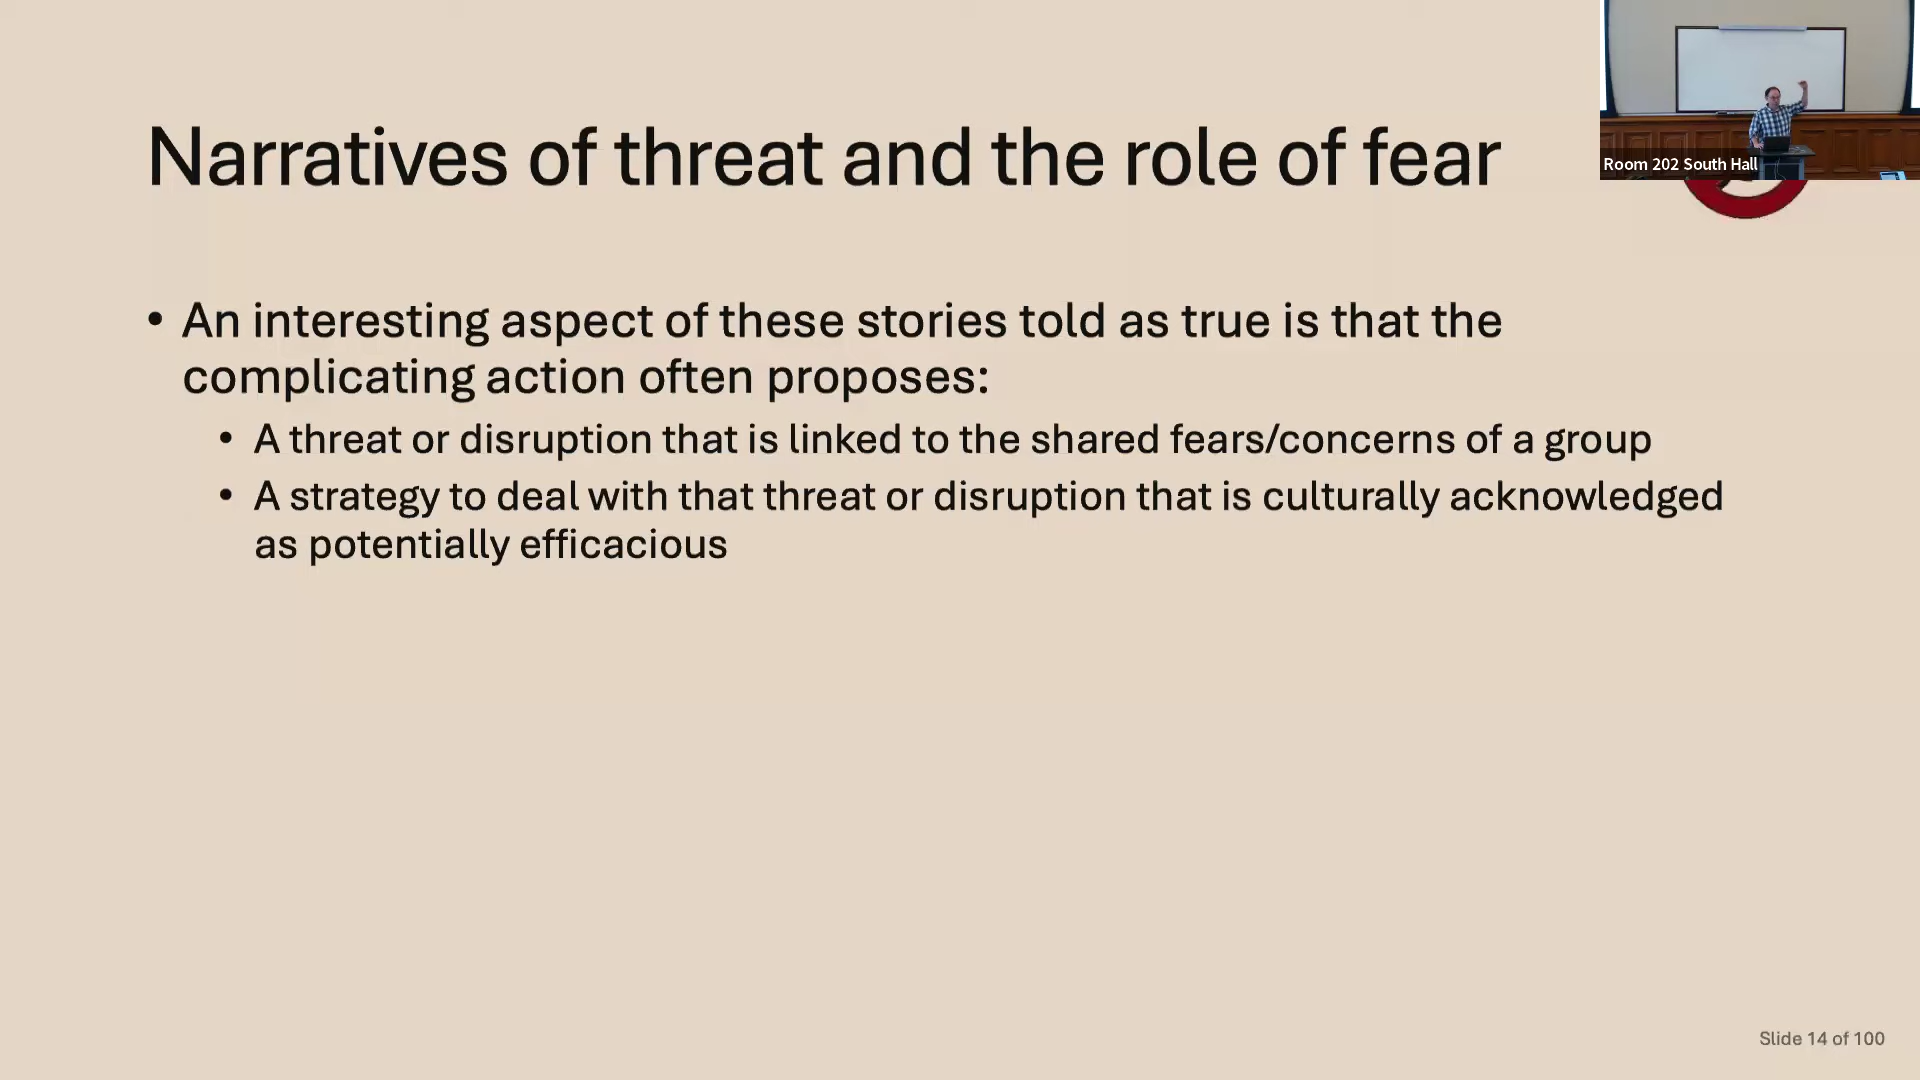 Narratives of threat and the role of fear
Room 202 South Hall
• An interesting aspect of these stories told as true is that the
complicating action often proposes:
• A threat or disruption that is linked to the shared fears/concerns of a group
• A strategy to deal with that threat or disruption that is culturally acknowledged
as potentially efficacious
Slide 14 of 100